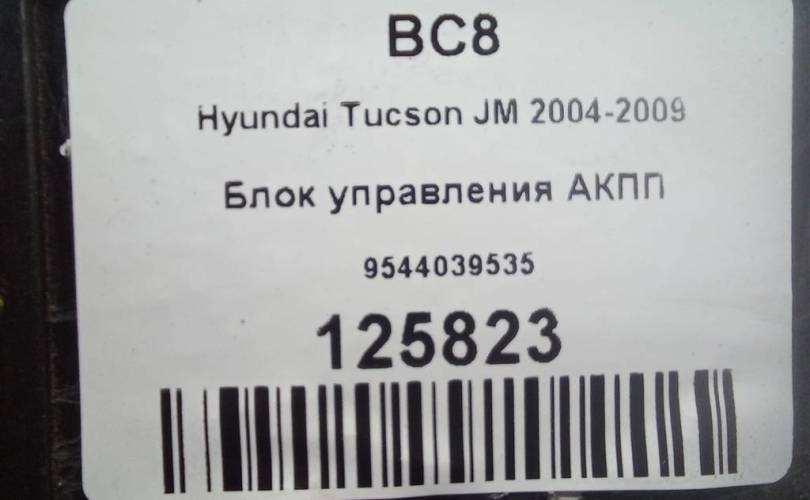 BC8
Hyundai Tucson JM 2004-2009
Блок управления АКПП
9544039535
125823